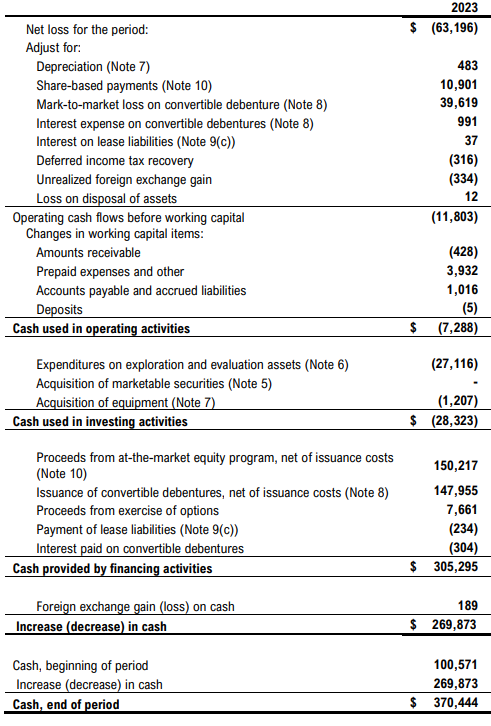 2023
Net loss for the period: $ (63,196)
Adjust for:
Depreciation (Note 7) 483
Share-based payments (Note 10) 10,901
Mark-to-market loss on convertible debenture (Note 8) 39,619
Interest expense on convertible debentures (Note 8) 991
Interest on lease liabilities (Note 9(c)) 37
Deferred income tax recovery (316)
Unrealized foreign exchange gain (334)
Loss on disposal of assets 12
Operating cash flows before working capital (11,803)
Changes in working capital items:
Amounts receivable (428)
Prepaid expenses and other 3,932
Accounts payable and accrued liabilities 1,016
Deposits (5)
Cash used in operating activities $ (7,288)
Expenditures on exploration and evaluation assets (Note 6) (27,116)
Acquisition of marketable securities (Note 5) -
Acquisition of equipment (Note 7) (1,207)
Cash used in investing activities $ (28,323)
Proceeds from at-the-market equity program, net of issuance costs
(Note 10) 150,217
Issuance of convertible debentures, net of issuance costs (Note 8) 147,955
Proceeds from exercise of options 7,661
Payment of lease liabilities (Note 9(c)) (234)
Interest paid on convertible debentures (304)
Cash provided by financing activities $ 305,295
Foreign exchange gain (loss) on cash 189
Increase (decrease) in cash $ 269,873
Cash, beginning of period 100,571
Increase (decrease) in cash 269,873
Cash, end of period $ 370,444